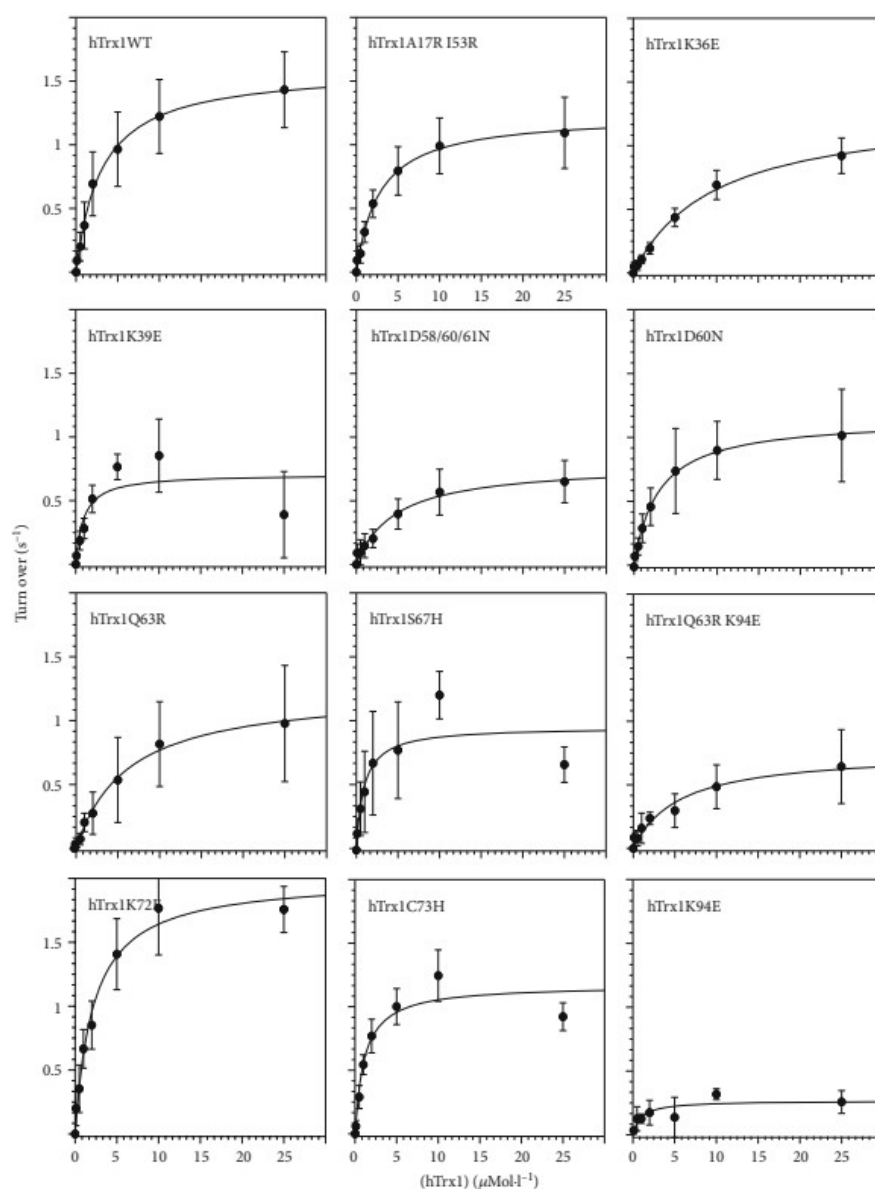 hTrx1WT
hTrx1A17R I53R
hTrx1K36E
1.5
1
0.5
0 5 10 15 20 25
hTrx1K39E
hTrx1D58/60/61N
hTrx1D60N
1.5
1
0.5
Turn over (s⁻¹)
hTrx1Q63R
hTrx1S67H
hTrx1Q63R K94E
1.5
1
0.5
hTrx1K72E
hTrx1C73H
hTrx1K94E
1.5
1
0.5
0 5 10 15 20 25
0 5 10 15 20 25
0 5 10 15 20 25
(hTrx1) (μMol·l⁻¹)